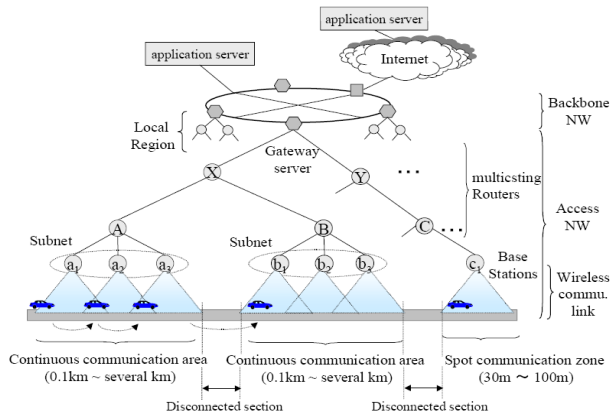 application server
application server
Internet
Backbone
NW
Local
Region
Gateway
server
X
Y
...
multicsting
Routers
Access
NW
A
B
C
...
Subnet
Subnet
Base
Stations
a1
a2
a3
b1
b2
b3
c1
Wireless
commu.
link
Continuous communication area
(0.1km ~ several km)
Continuous communication area
(0.1km ~ several km)
Spot communication zone
(30m ～ 100m)
Disconnected section
Disconnected section